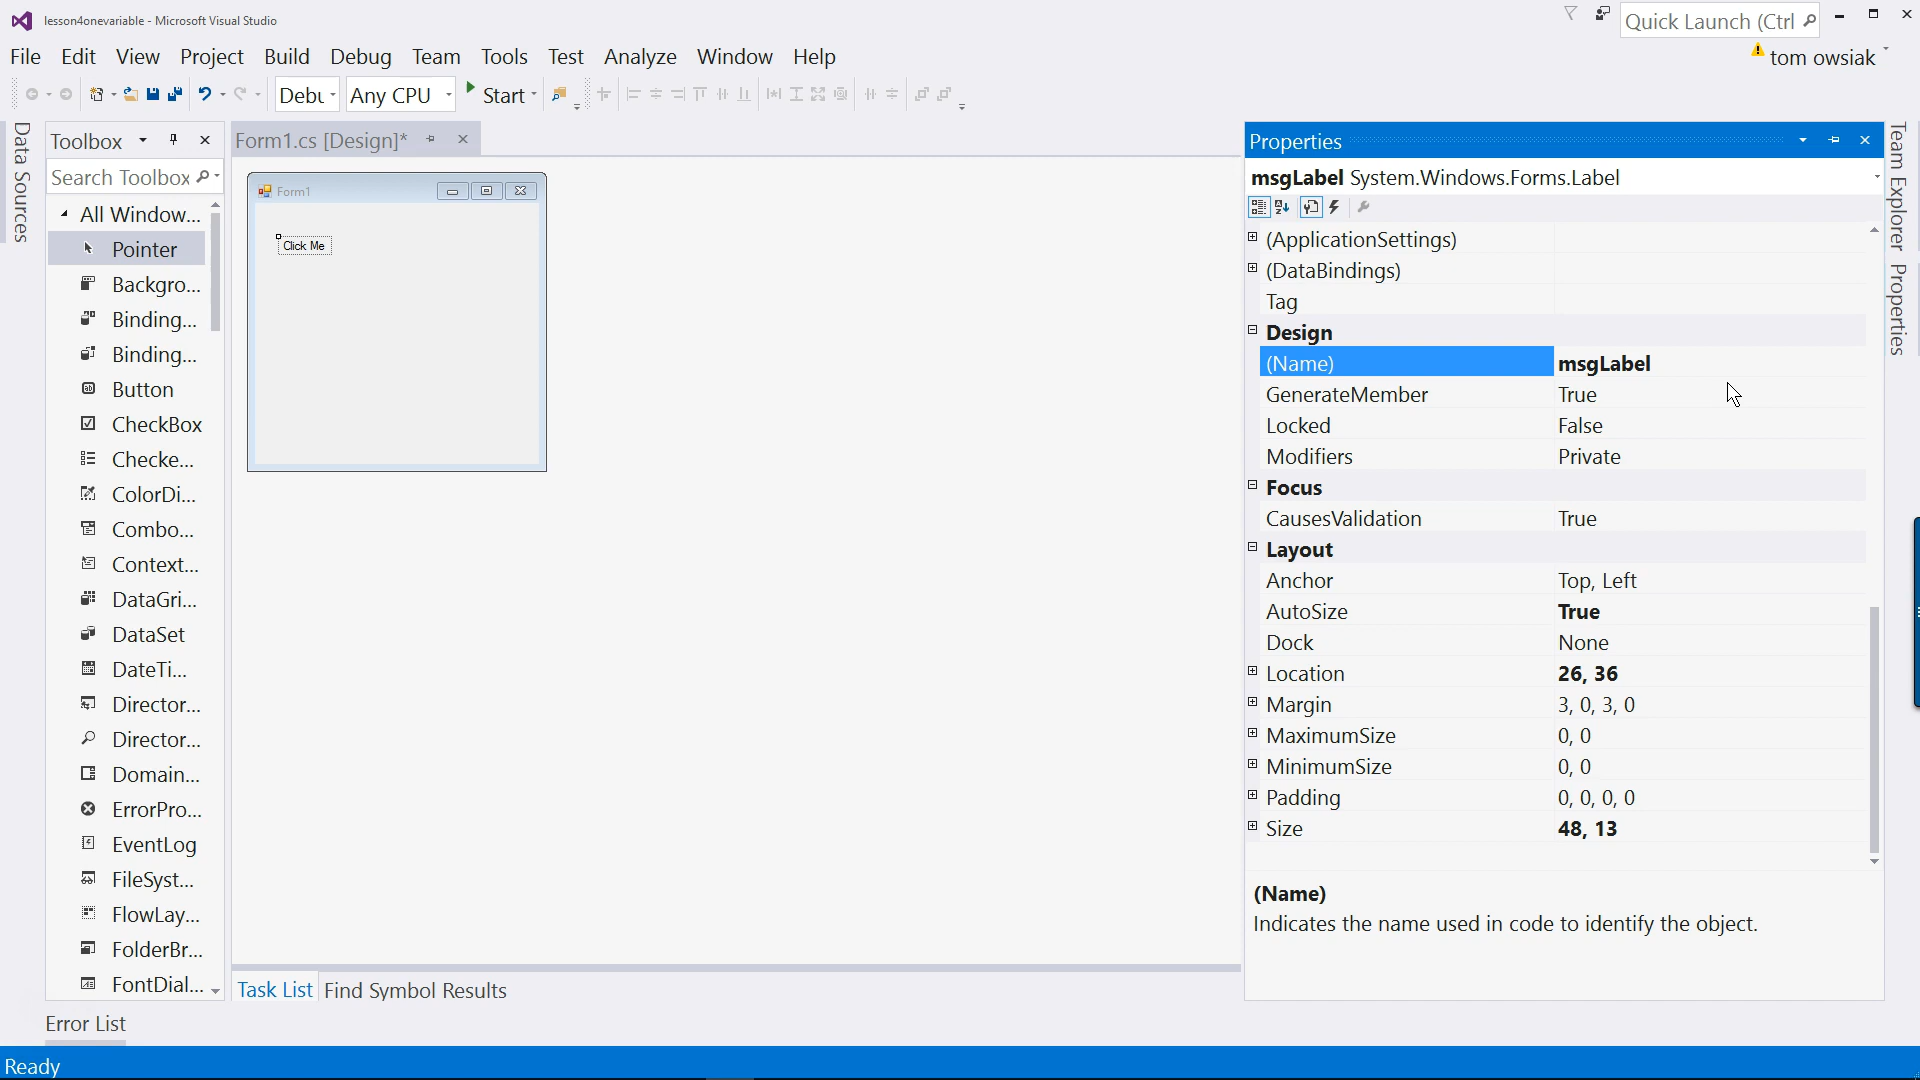 lesson4onevariable - Microsoft Visual Studio
Quick Launch (Ctrl
File Edit View Project Build Debug Team Tools Test Analyze Window Help
tom owsiak
Debu Any CPU Start
Data Sources
Toolbox
Search Toolbox
All Window...
Pointer
Backgro...
Binding...
Binding...
Button
CheckBox
Checke...
ColorDi...
Combo...
Context...
DataGri...
DataSet
DateTi...
Director...
Director...
Domain...
ErrorPro...
EventLog
FileSyst...
FlowLay...
FolderBr...
FontDial...
Form1.cs [Design]*
Form1
Click Me
Task List Find Symbol Results
Properties
msgLabel System.Windows.Forms.Label
(ApplicationSettings)
(DataBindings)
Tag
Design
(Name) msgLabel
GenerateMember True
Locked False
Modifiers Private
Focus
CausesValidation True
Layout
Anchor Top, Left
AutoSize True
Dock None
Location 26, 36
Margin 3, 0, 3, 0
MaximumSize 0, 0
MinimumSize 0, 0
Padding 0, 0, 0, 0
Size 48, 13
(Name)
Indicates the name used in code to identify the object.
Team Explorer
Properties
Error List
Ready